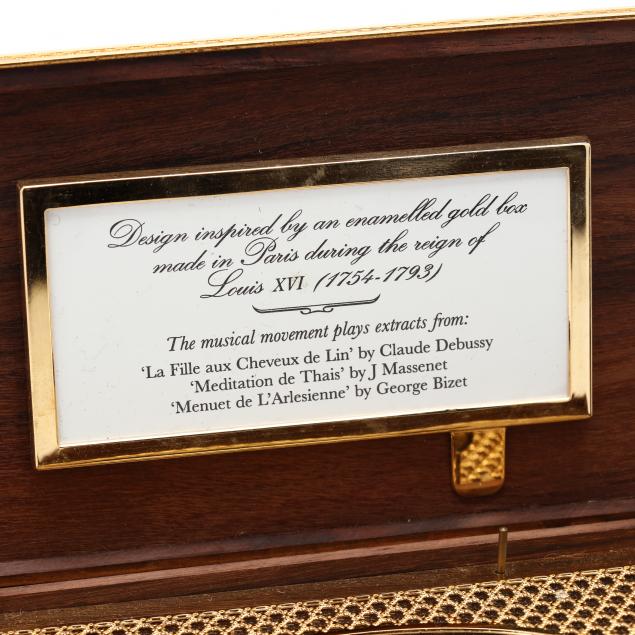 Design inspired by an enamelled gold box
made in Paris during the reign of
Louis XVI (1754-1793)
The musical movement plays extracts from:
'La Fille aux Cheveux de Lin' by Claude Debussy
'Meditation de Thais' by J Massenet
'Menuet de L'Arlesienne' by George Bizet